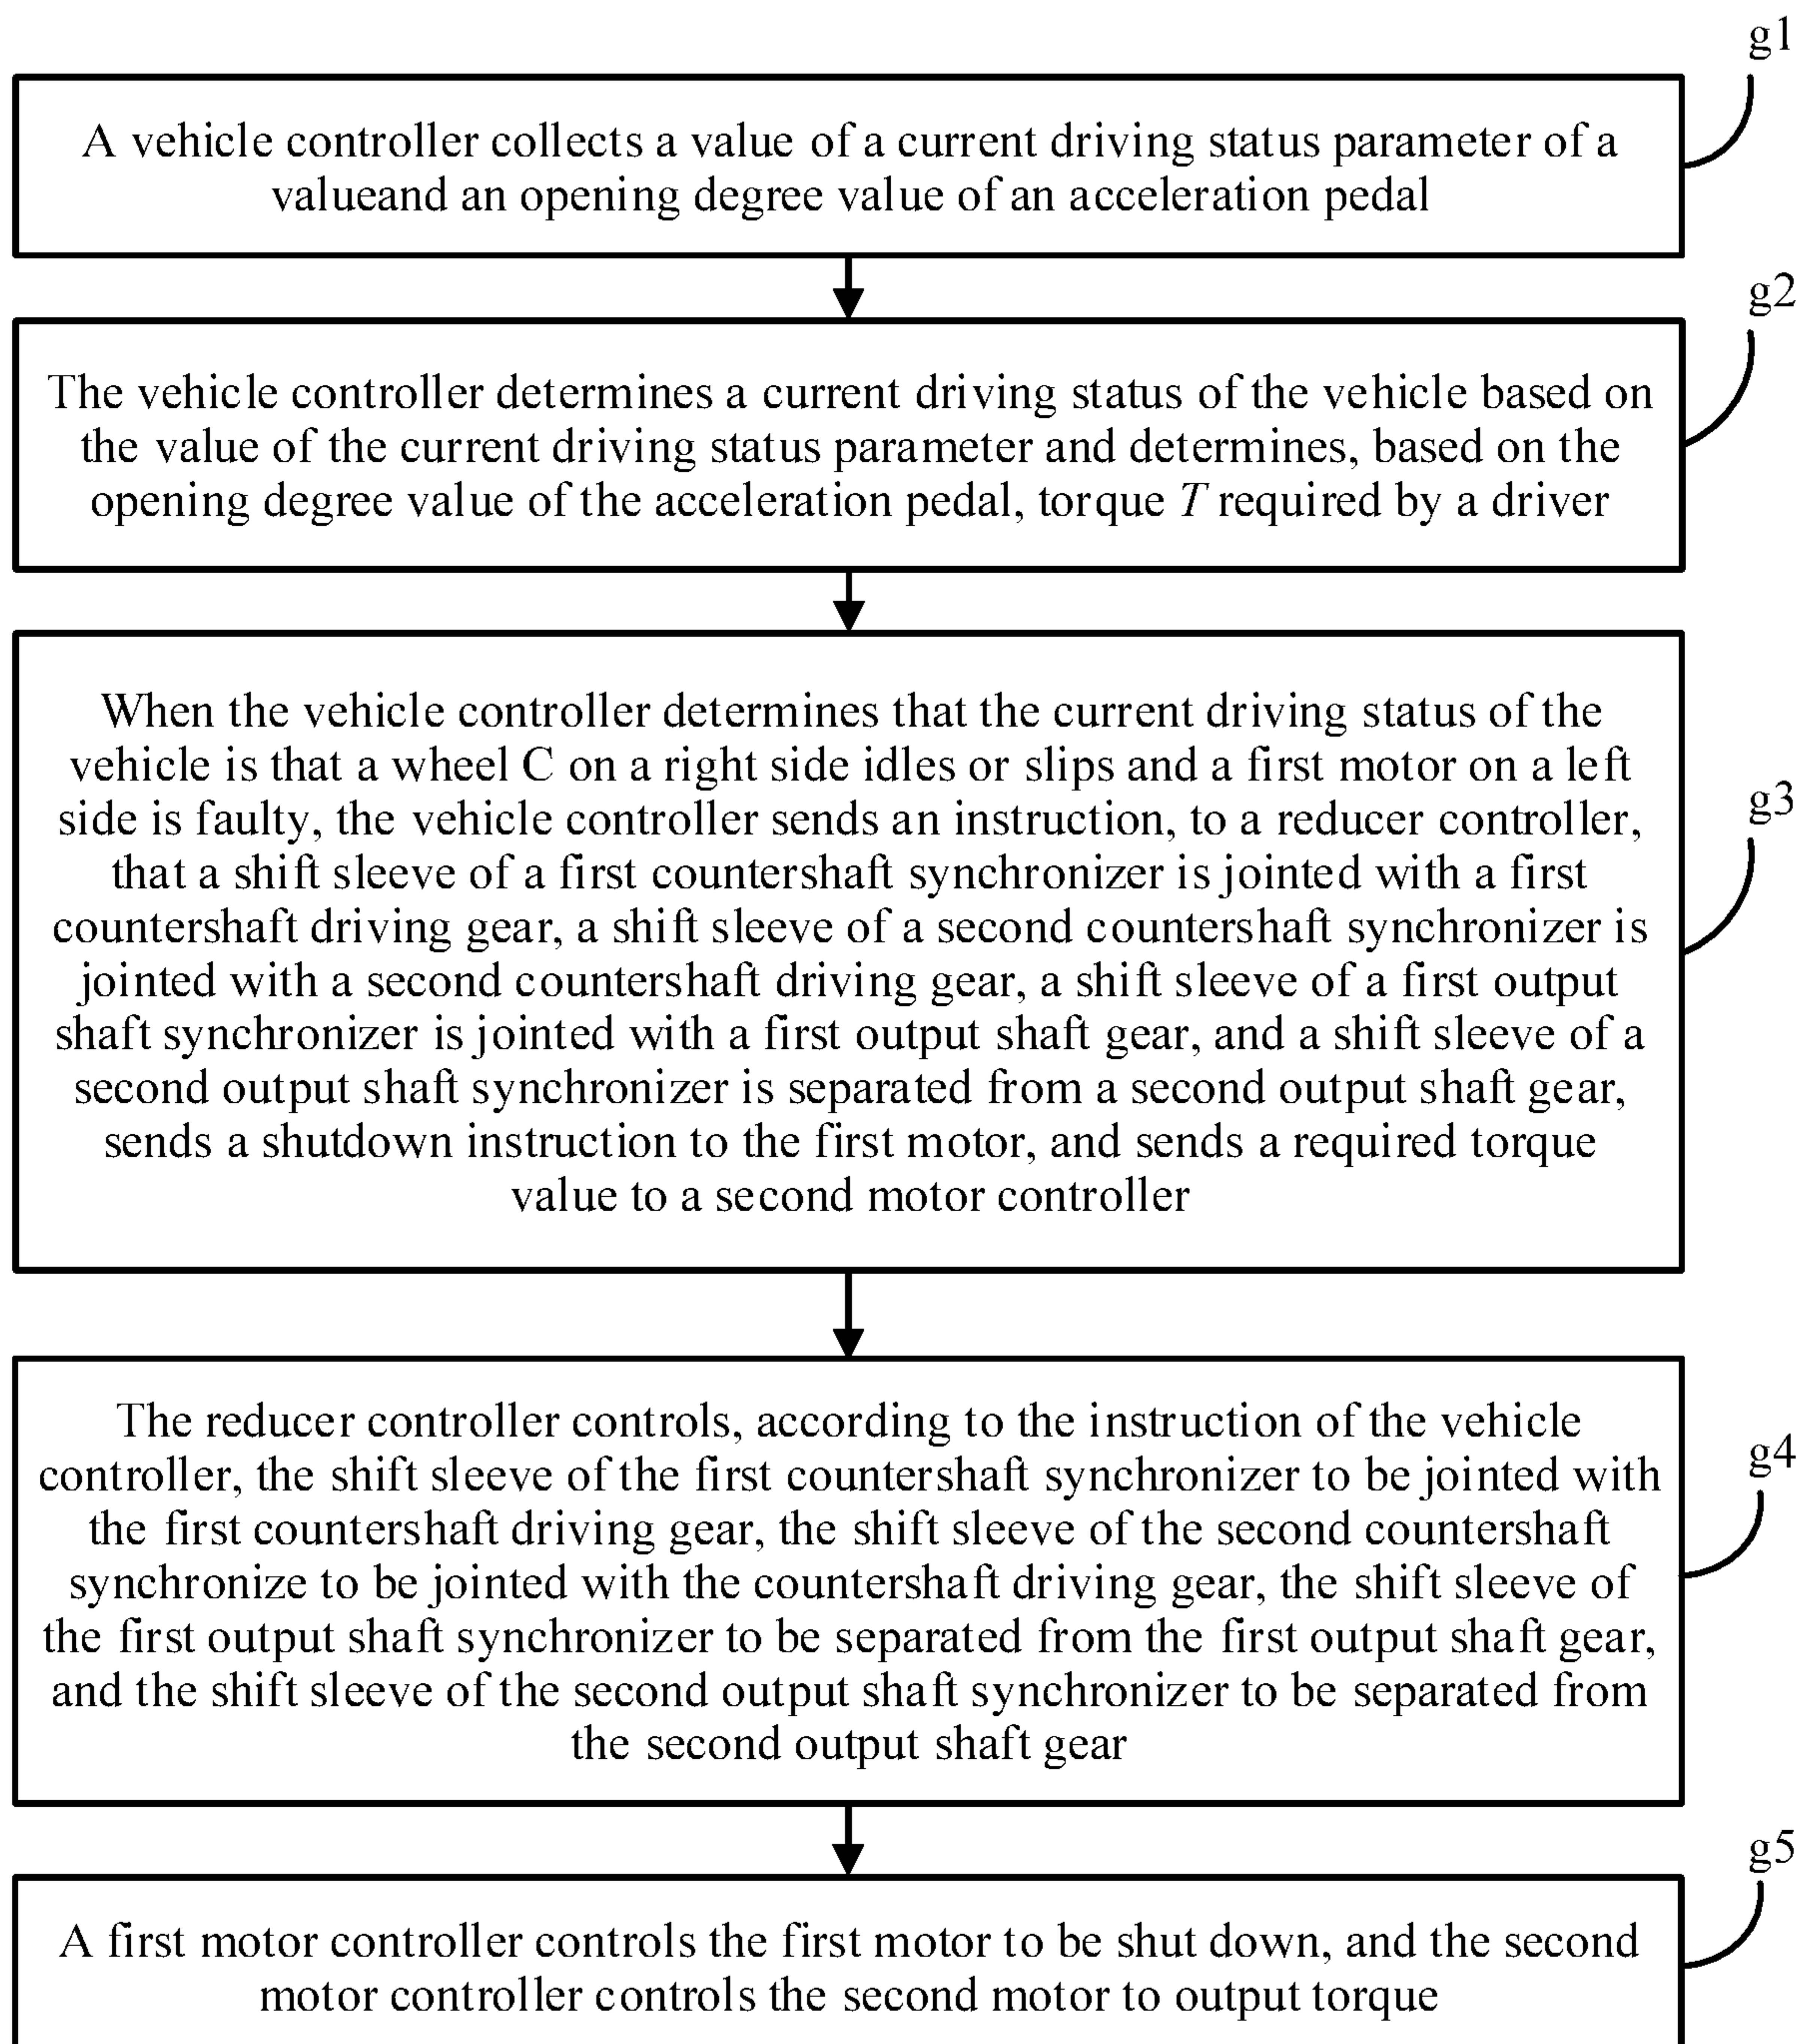 g1
A vehicle controller collects a value of a current driving status parameter of a
valueand an opening degree value of an acceleration pedal
g2
The vehicle controller determines a current driving status of the vehicle based on
the value of the current driving status parameter and determines, based on the
opening degree value of the acceleration pedal, torque T required by a driver
g3
When the vehicle controller determines that the current driving status of the
vehicle is that a wheel C on a right side idles or slips and a first motor on a left
side is faulty, the vehicle controller sends an instruction, to a reducer controller,
that a shift sleeve of a first countershaft synchronizer is jointed with a first
countershaft driving gear, a shift sleeve of a second countershaft synchronizer is
jointed with a second countershaft driving gear, a shift sleeve of a first output
shaft synchronizer is jointed with a first output shaft gear, and a shift sleeve of a
second output shaft synchronizer is separated from a second output shaft gear,
sends a shutdown instruction to the first motor, and sends a required torque
value to a second motor controller
g4
The reducer controller controls, according to the instruction of the vehicle
controller, the shift sleeve of the first countershaft synchronizer to be jointed with
the first countershaft driving gear, the shift sleeve of the second countershaft
synchronize to be jointed with the countershaft driving gear, the shift sleeve of
the first output shaft synchronizer to be separated from the first output shaft gear,
and the shift sleeve of the second output shaft synchronizer to be separated from
the second output shaft gear
g5
A first motor controller controls the first motor to be shut down, and the second
motor controller controls the second motor to output torque